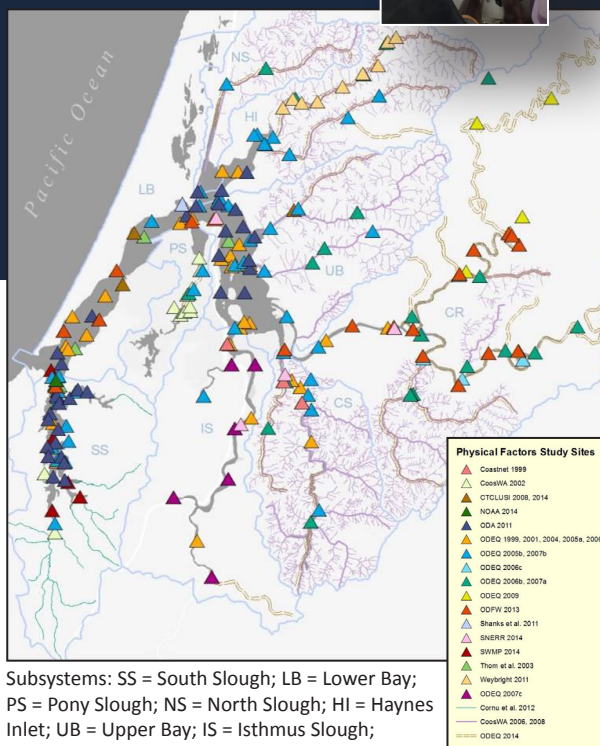 Pacific Ocean
NS
HI
LB
PS
UB
CR
CS
IS
SS
Physical Factors Study Sites
Coastnet 1999
CoosWA 2002
CTCLUSI 2008, 2014
NOAA 2014
ODA 2011
ODEQ 1999, 2001, 2004, 2005a, 2006
ODEQ 2005b, 2007b
ODEQ 2006c
ODEQ 2006b, 2007a
ODEQ 2009
ODFW 2013
Shanks et al. 2011
SNERR 2014
SWMP 2014
Thom et al. 2003
Weybright 2011
ODEQ 2007c
Cornu et al. 2012
CoosWA 2006, 2008
ODEQ 2014
Subsystems: SS = South Slough; LB = Lower Bay;
PS = Pony Slough; NS = North Slough; HI = Haynes
Inlet; UB = Upper Bay; IS = Isthmus Slough;